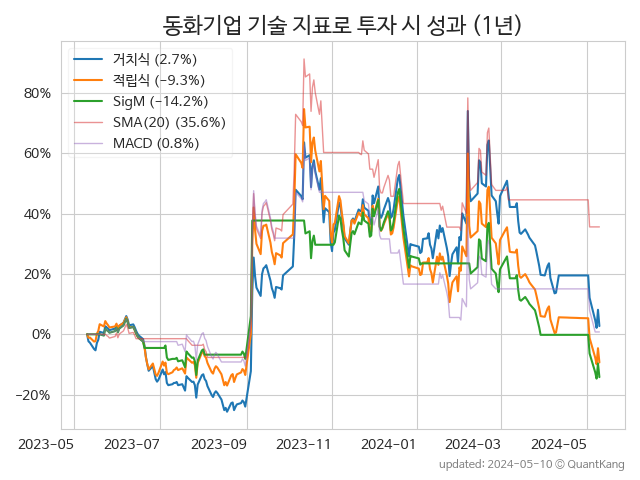 동화기업 기술 지표로 투자 시 성과 (1년)
거치식 (2.7%)
적립식 (−9.3%)
SigM (−14.2%)
SMA(20) (35.6%)
MACD (0.8%)
80%
60%
40%
20%
0%
−20%
2023-05 2023-07 2023-09 2023-11 2024-01 2024-03 2024-05
updated: 2024-05-10 © QuantKang